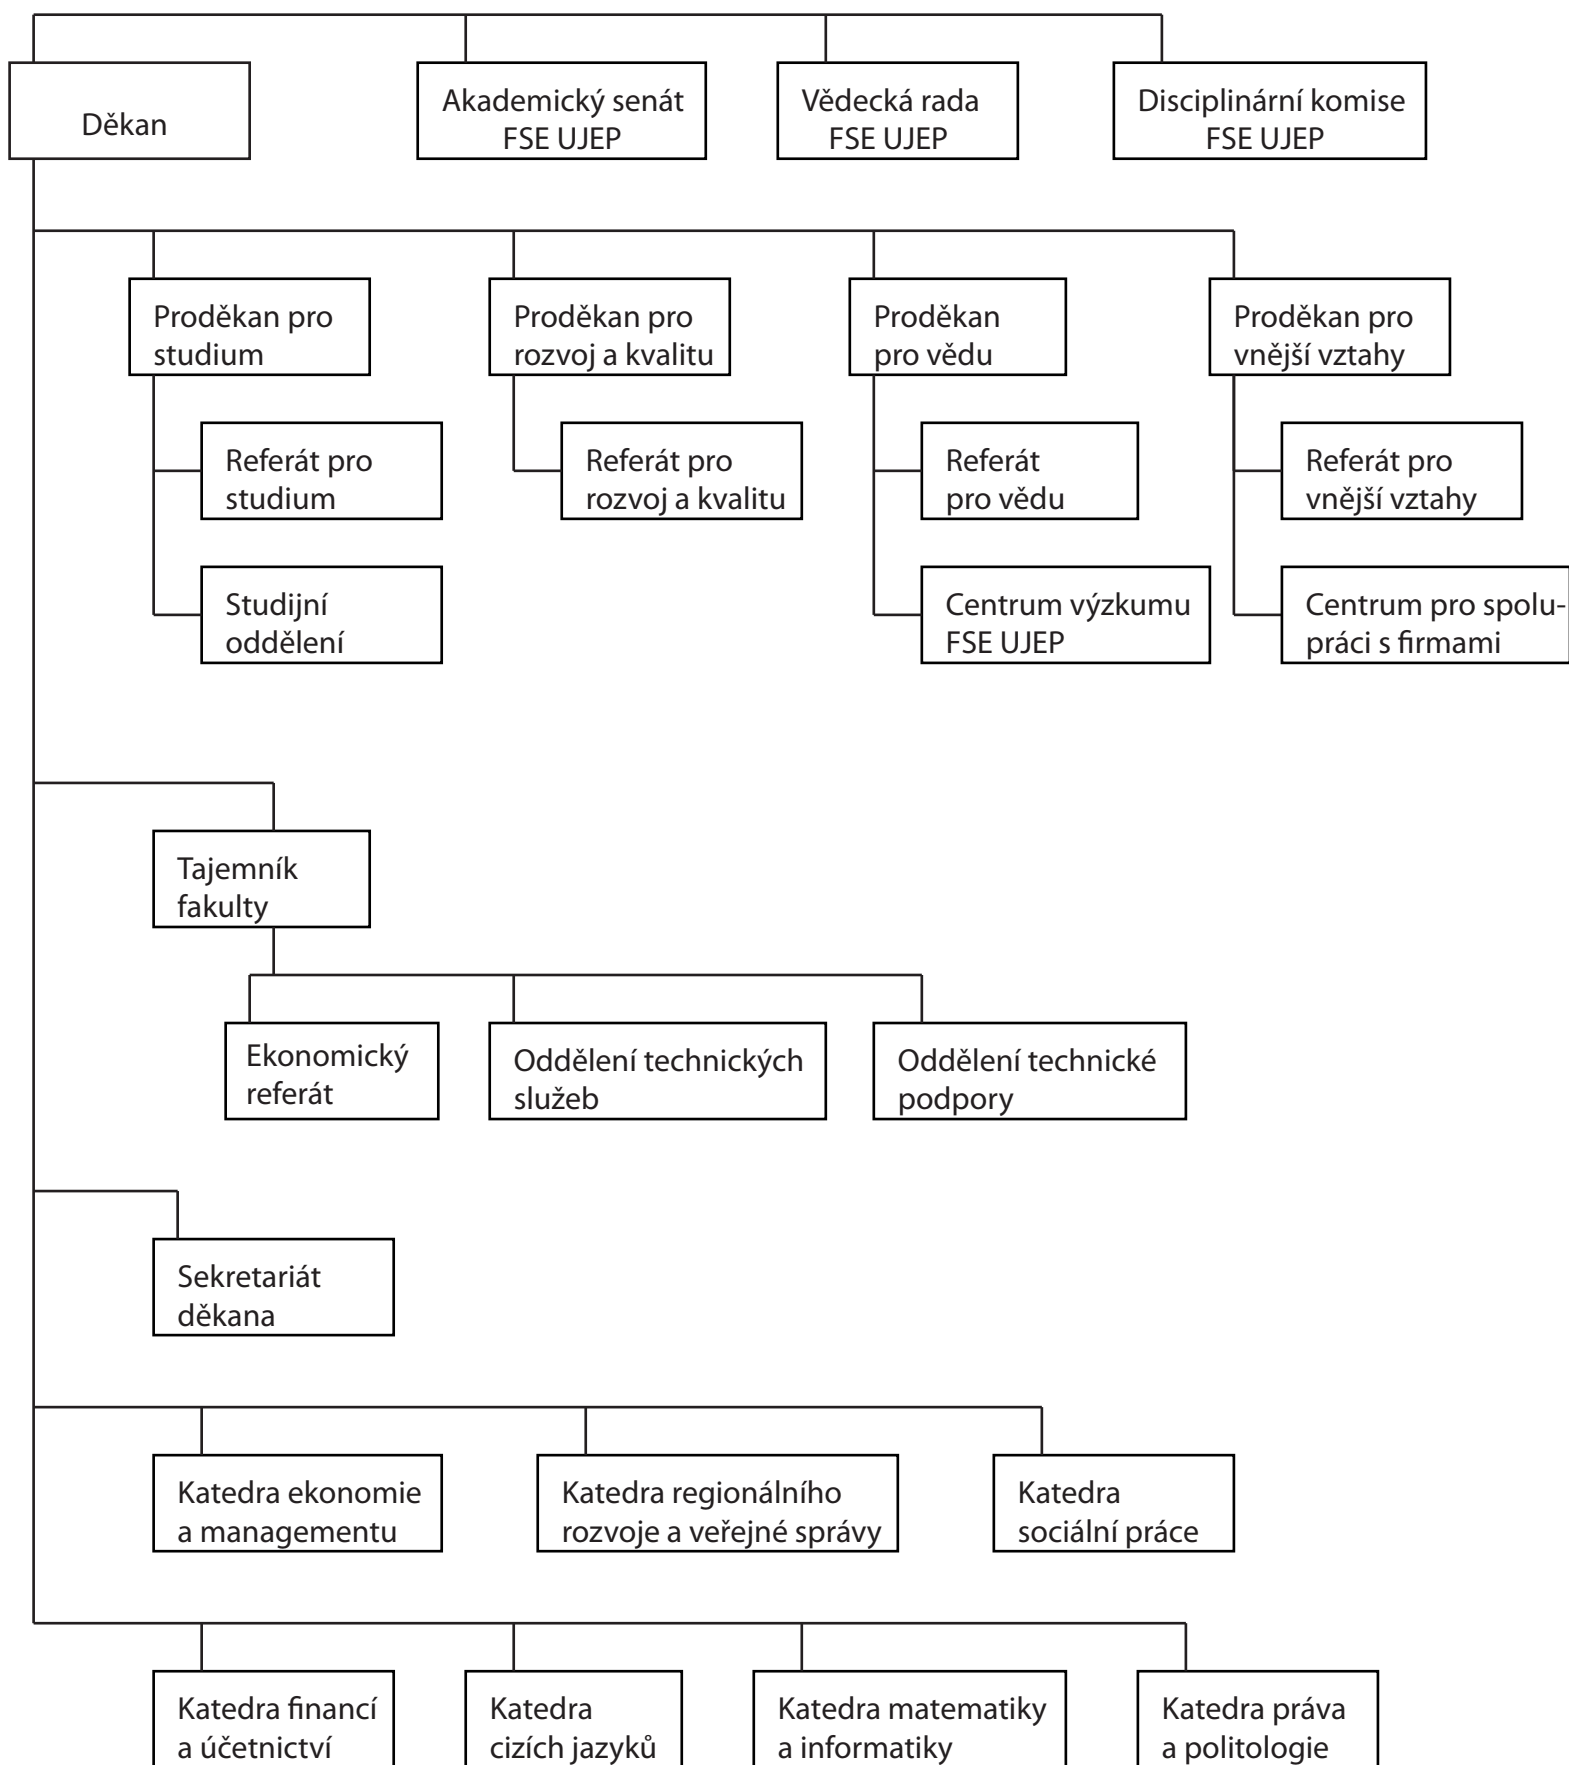 Děkan
Akademický senát
FSE UJEP
Vědecká rada
FSE UJEP
Disciplinární komise
FSE UJEP
Proděkan pro
studium
Proděkan pro
rozvoj a kvalitu
Proděkan
pro vědu
Proděkan pro
vnější vztahy
Referát pro
studium
Referát pro
rozvoj a kvalitu
Referát
pro vědu
Referát pro
vnější vztahy
Studijní
oddělení
Centrum výzkumu
FSE UJEP
Centrum pro spolu-
práci s firmami
Tajemník
fakulty
Ekonomický
referát
Oddělení technických
služeb
Oddělení technické
podpory
Sekretariát
děkana
Katedra ekonomie
a managementu
Katedra regionálního
rozvoje a veřejné správy
Katedra
sociální práce
Katedra financí
a účetnictví
Katedra
cizích jazyků
Katedra matematiky
a informatiky
Katedra práva
a politologie